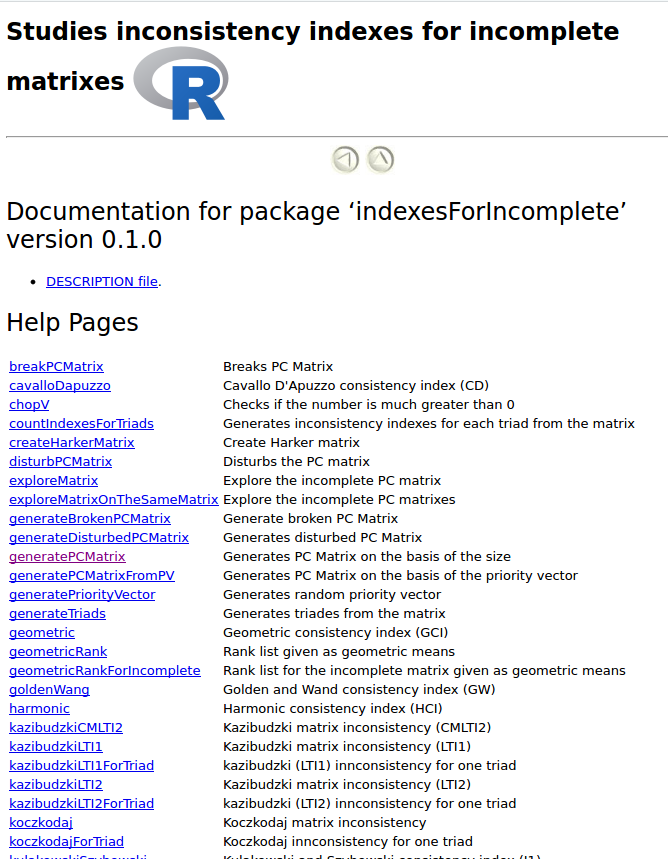 Studies inconsistency indexes for incomplete
matrixes R
Documentation for package ‘indexesForIncomplete’
version 0.1.0
• DESCRIPTION file.
Help Pages
breakPCMatrix Breaks PC Matrix
cavalloDapuzzo Cavallo D'Apuzzo consistency index (CD)
chopV Checks if the number is much greater than 0
countIndexesForTriads Generates inconsistency indexes for each triad from the matrix
createHarkerMatrix Create Harker matrix
disturbPCMatrix Disturbs the PC matrix
exploreMatrix Explore the incomplete PC matrix
exploreMatrixOnTheSameMatrix Explore the incomplete PC matrixes
generateBrokenPCMatrix Generate broken PC Matrix
generateDisturbedPCMatrix Generates disturbed PC Matrix
generatePCMatrix Generates PC Matrix on the basis of the size
generatePCMatrixFromPV Generates PC Matrix on the basis of the priority vector
generatePriorityVector Generates random priority vector
generateTriads Generates triades from the matrix
geometric Geometric consistency index (GCI)
geometricRank Rank list given as geometric means
geometricRankForIncomplete Rank list for the incomplete matrix given as geometric means
goldenWang Golden and Wand consistency index (GW)
harmonic Harmonic consistency index (HCI)
kazibudzkiCMLTI2 Kazibudzki matrix inconsistency (CMLTI2)
kazibudzkiLTI1 Kazibudzki matrix inconsistency (LTI1)
kazibudzkiLTI1ForTriad kazibudzki (LTI1) innconsistency for one triad
kazibudzkiLTI2 Kazibudzki matrix inconsistency (LTI2)
kazibudzkiLTI2ForTriad kazibudzki (LTI2) innconsistency for one triad
koczkodaj Koczkodaj matrix inconsistency
koczkodajForTriad Koczkodaj innconsistency for one triad